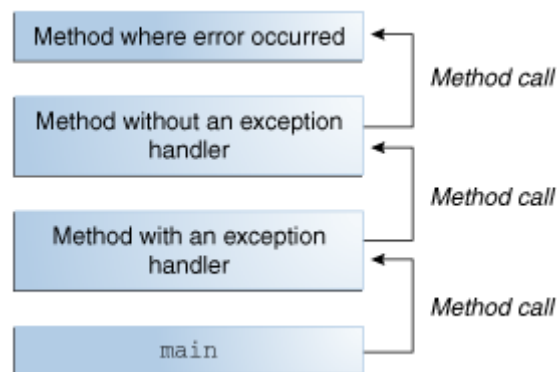 Method where error occurred
Method call
Method without an exception
handler
Method call
Method with an exception
handler
Method call
main